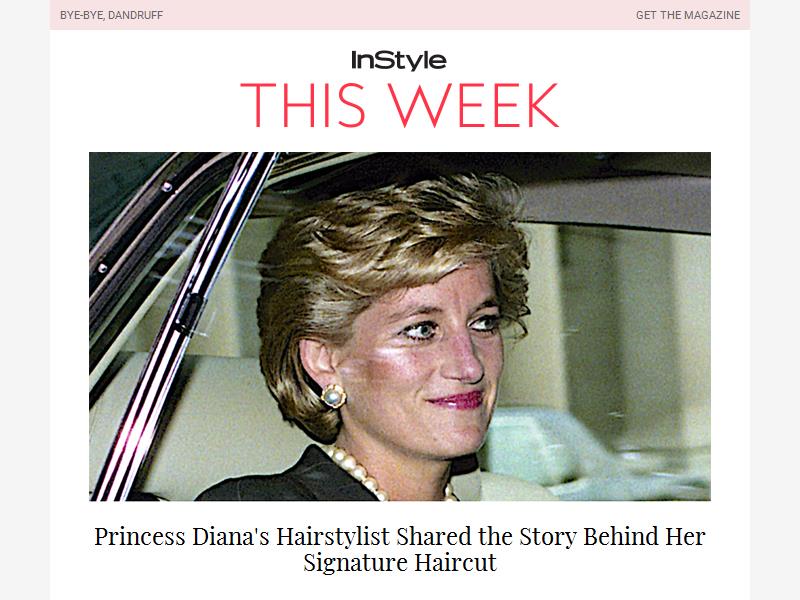 BYE-BYE, DANDRUFF
GET THE MAGAZINE
InStyle
THIS WEEK
Princess Diana's Hairstylist Shared the Story Behind Her
Signature Haircut